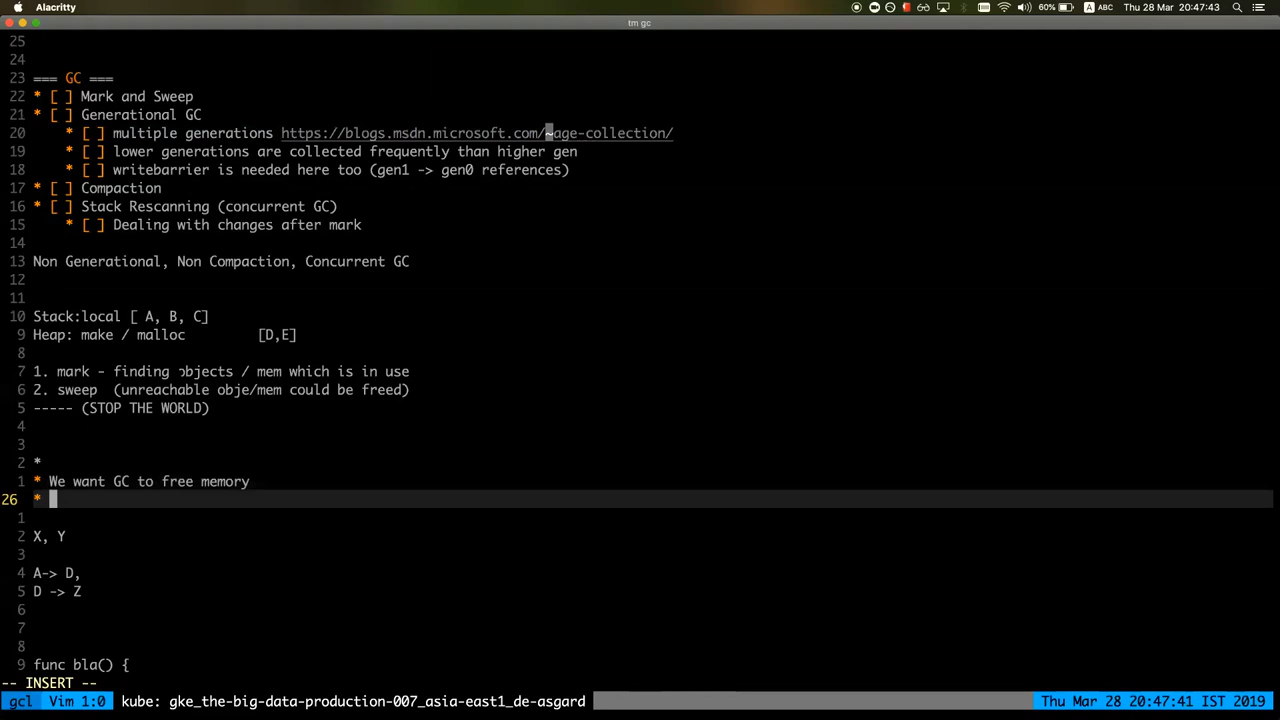 Alacritty 60% A ABC Thu 28 Mar 20:47:43
tm gc
25
24
23 === GC ===
22 * [ ] Mark and Sweep
21 * [ ] Generational GC
20 * [ ] multiple generations https://blogs.msdn.microsoft.com/~age-collection/
19 * [ ] lower generations are collected frequently than higher gen
18 * [ ] writebarrier is needed here too (gen1 -> gen0 references)
17 * [ ] Compaction
16 * [ ] Stack Rescanning (concurrent GC)
15 * [ ] Dealing with changes after mark
14
13 Non Generational, Non Compaction, Concurrent GC
12
11
10 Stack:local [ A, B, C]
9 Heap: make / malloc [D,E]
8
7 1. mark - finding objects / mem which is in use
6 2. sweep (unreachable obje/mem could be freed)
5 ----- (STOP THE WORLD)
4
3
2 *
1 * We want GC to free memory
26 *
1
2 X, Y
3
4 A-> D,
5 D -> Z
6
7
8
9 func bla() {
-- INSERT --
gcl Vim 1:0 kube: gke_the-big-data-production-007_asia-east1_de-asgard Thu Mar 28 20:47:41 IST 2019